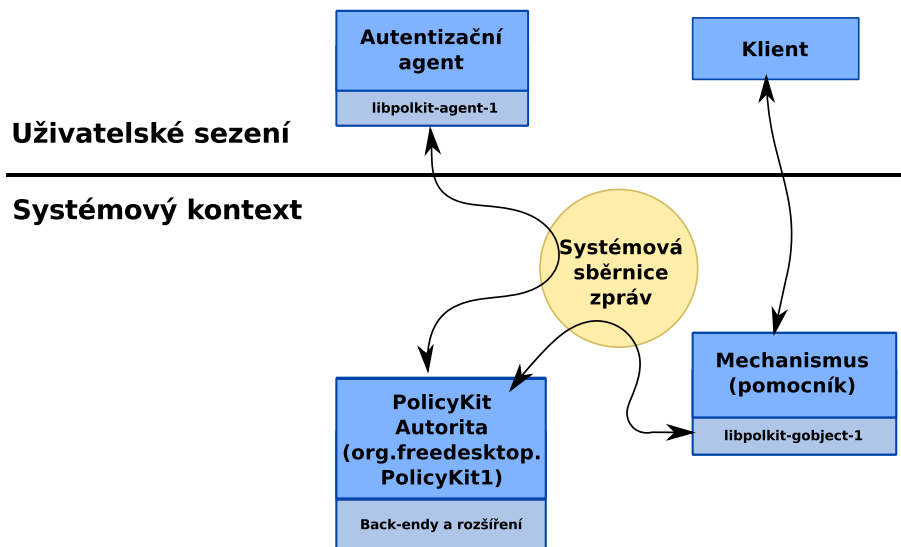 Autentizační
agent
libpolkit-agent-1
Klient
Uživatelské sezení
Systémový kontext
Systémová
sběrnice
zpráv
Mechanismus
(pomocník)
libpolkit-gobject-1
PolicyKit
Autorita
(org.freedesktop.
PolicyKit1)
Back-endy a rozšíření